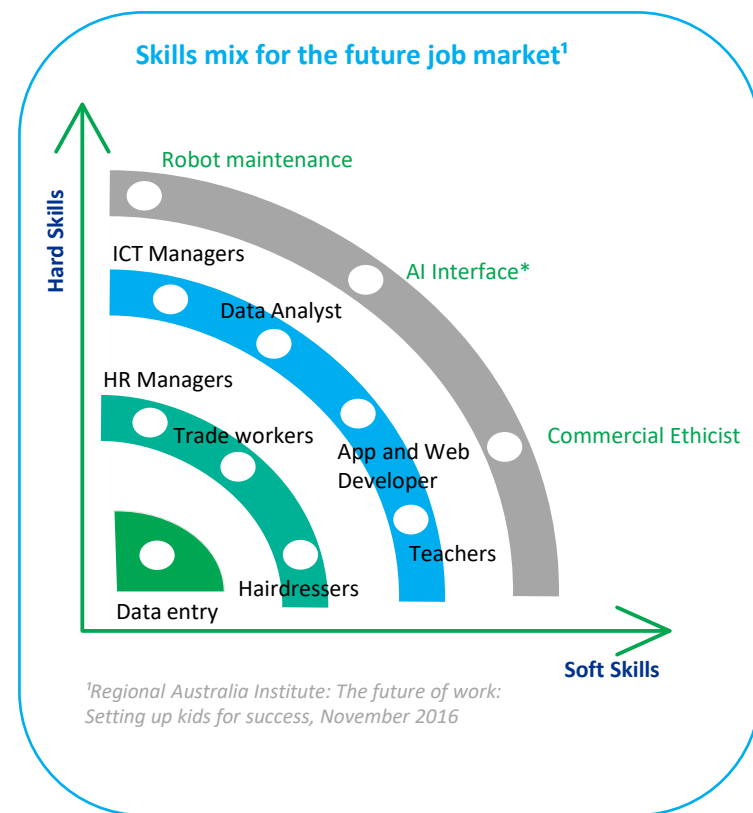 Skills mix for the future job market¹
Hard Skills
Robot maintenance
ICT Managers
AI Interface*
Data Analyst
HR Managers
Trade workers
App and Web
Developer
Commercial Ethicist
Teachers
Hairdressers
Data entry
Soft Skills
¹Regional Australia Institute: The future of work:
Setting up kids for success, November 2016